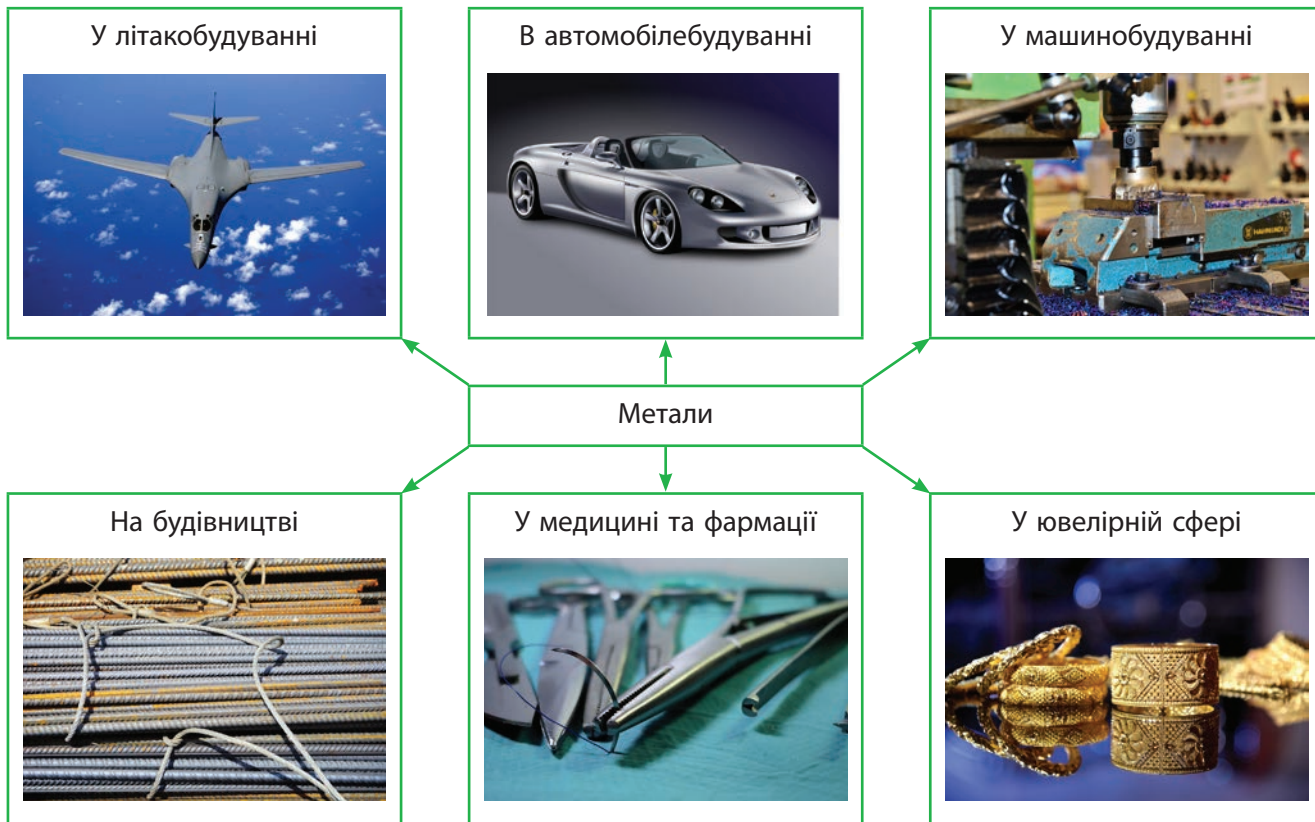 У літакобудуванні
В автомобілебудуванні
У машинобудуванні
Метали
На будівництві
У медицині та фармації
У ювелірній сфері